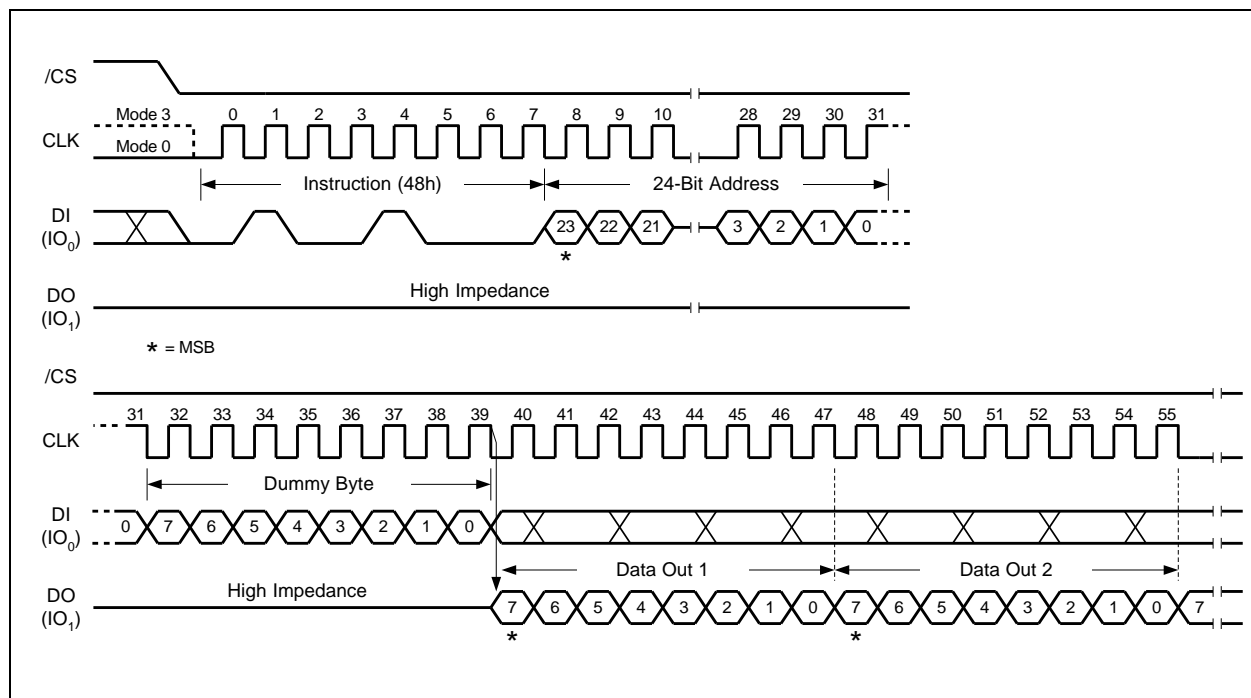 /CS
Mode 3 0 1 2 3 4 5 6 7 8 9 10 28 29 30 31
CLK
Mode 0
Instruction (48h) 24-Bit Address
DI
(IO0) 23 22 21 3 2 1 0
*
DO High Impedance
(IO1)
* = MSB
/CS
31 32 33 34 35 36 37 38 39 40 41 42 43 44 45 46 47 48 49 50 51 52 53 54 55
CLK
Dummy Byte
DI
(IO0) 0 7 6 5 4 3 2 1 0
Data Out 1 Data Out 2
DO High Impedance
(IO1) 7 6 5 4 3 2 1 0 7 6 5 4 3 2 1 0 7
* *